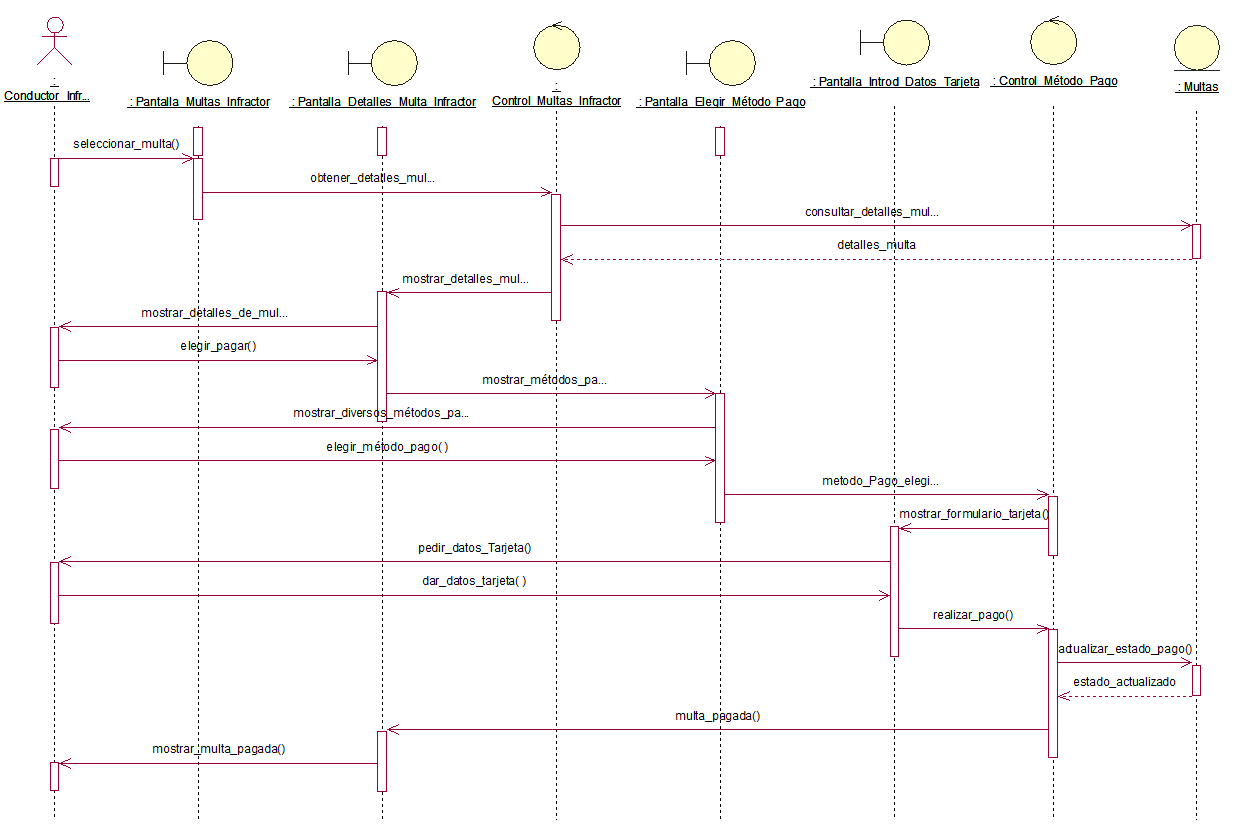 :
Conductor_Infr...
: Pantalla_Multas_Infractor
: Pantalla_Detalles_Multa_Infractor
:
Control_Multas_Infractor
: Pantalla_Elegir_Método_Pago
: Pantalla_Introd_Datos_Tarjeta
: Control_Método_Pago
: Multas
seleccionar_multa()
obtener_detalles_mul...
consultar_detalles_mul...
detalles_multa
mostrar_detalles_mul...
mostrar_detalles_de_mul...
elegir_pagar()
mostrar_métodos_pa...
mostrar_diversos_métodos_pa...
elegir_método_pago( )
metodo_Pago_elegi...
mostrar_formulario_tarjeta()
pedir_datos_Tarjeta()
dar_datos_tarjeta( )
realizar_pago()
actualizar_estado_pago()
estado_actualizado
multa_pagada()
mostrar_multa_pagada()